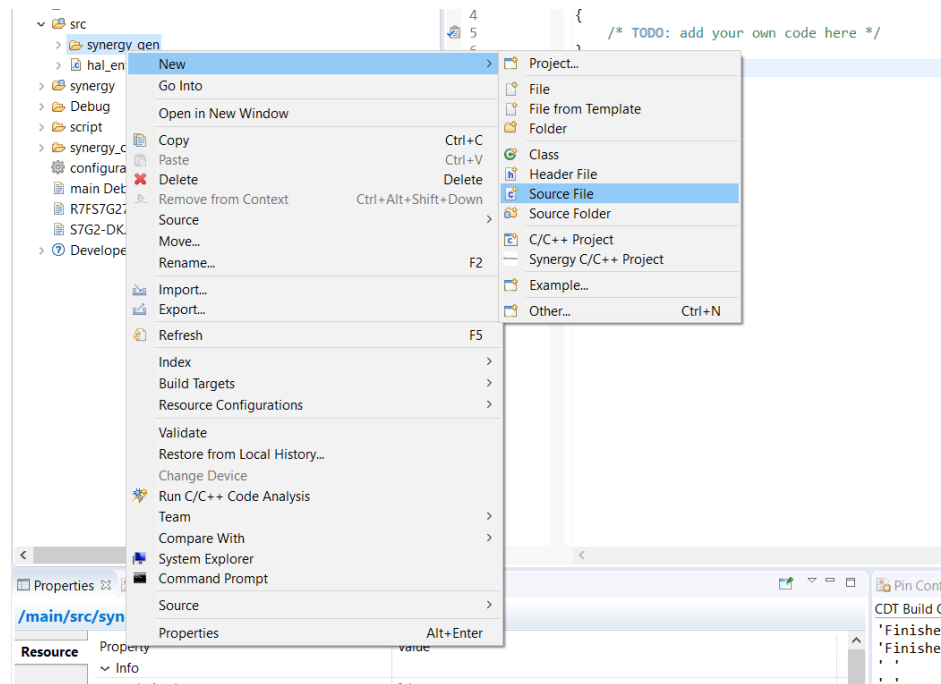 src
synergy_gen
hal_en
synergy
Debug
script
synergy_c
configura
main Deb
R7FS7G27
S7G2-DK.
Develope
4 {
5 /* TODO: add your own code here */
6 }
New
Go Into
Open in New Window
Copy Ctrl+C
Paste Ctrl+V
Delete Delete
Remove from Context Ctrl+Alt+Shift+Down
Source
Move...
Rename... F2
Import...
Export...
Refresh F5
Index
Build Targets
Resource Configurations
Validate
Restore from Local History...
Change Device
Run C/C++ Code Analysis
Team
Compare With
System Explorer
Command Prompt
Source
Properties Alt+Enter
Project...
File
File from Template
Folder
Class
Header File
Source File
Source Folder
C/C++ Project
Synergy C/C++ Project
Example...
Other... Ctrl+N
Properties
/main/src/syn
Resource
Property Value
Info
Pin Cont
CDT Build C
'Finishe
'Finishe
' '
' '